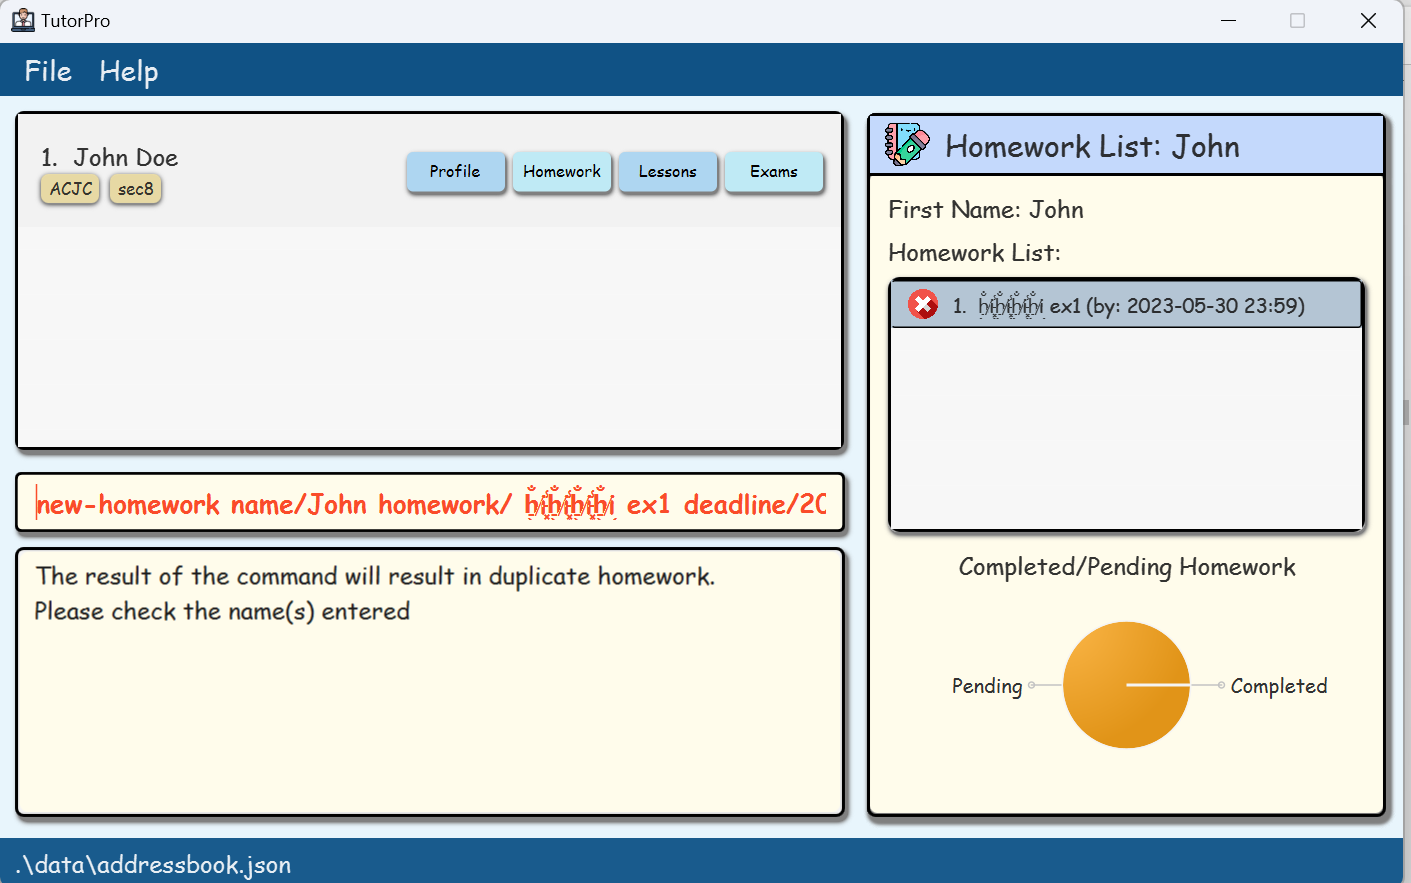 TutorPro
File Help
1. John Doe
ACJC sec8
Profile Homework Lessons Exams
new-homework name/John homework/ ex1 deadline/20
The result of the command will result in duplicate homework.
Please check the name(s) entered
Homework List: John
First Name: John
Homework List:
1. ex1 (by: 2023-05-30 23:59)
Completed/Pending Homework
Pending Completed
.\data\addressbook.json